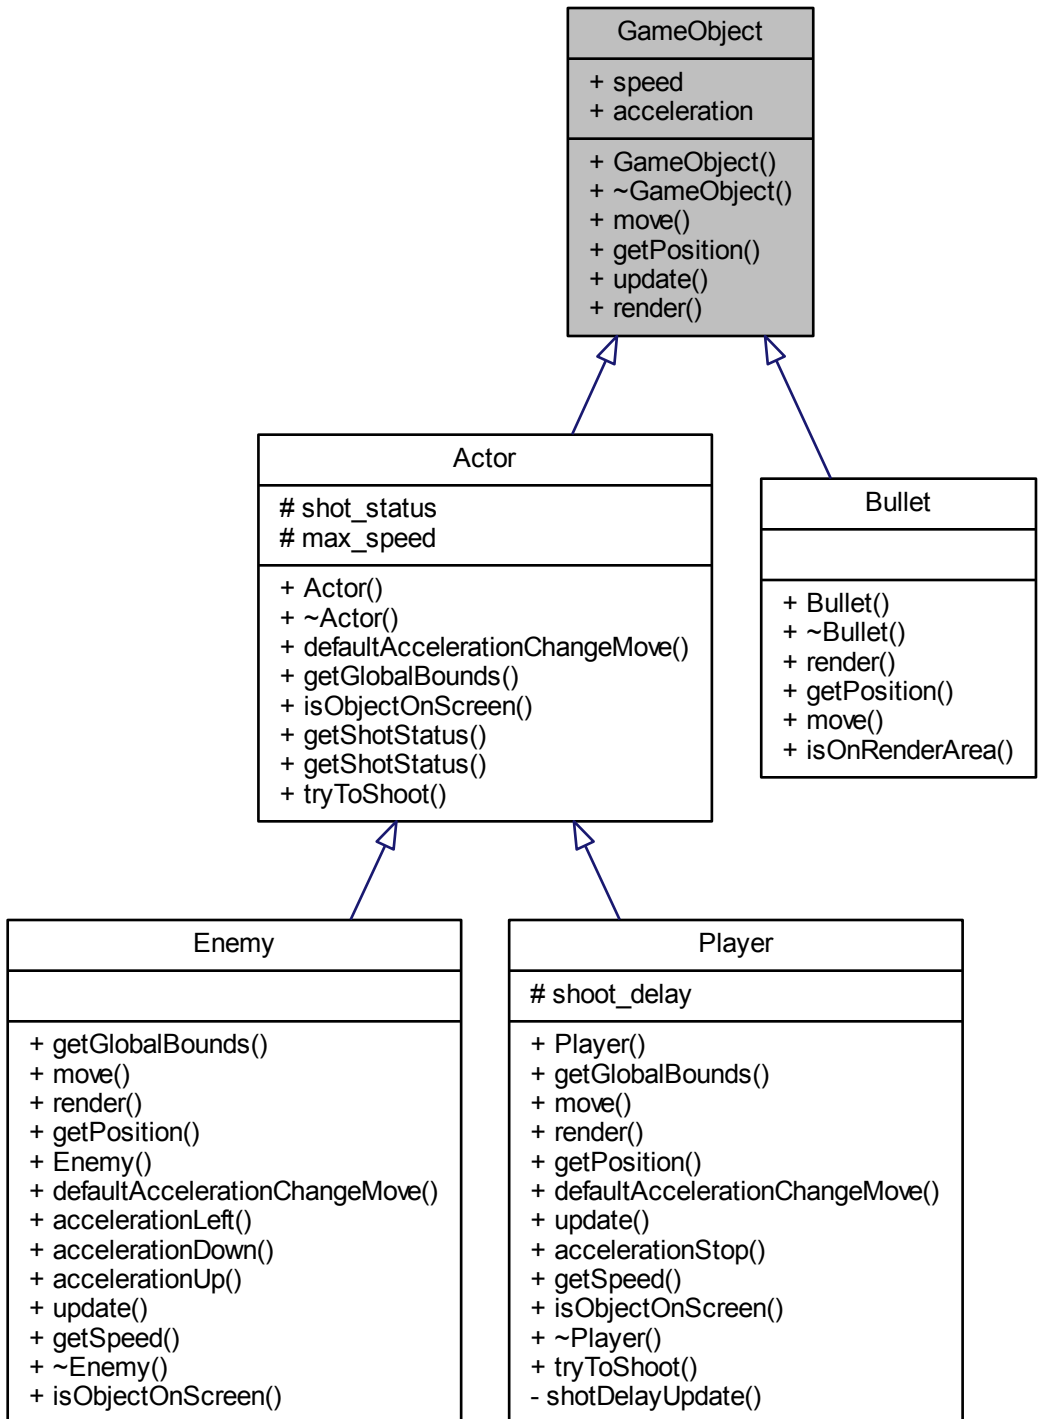 GameObject
+ speed
+ acceleration
+ GameObject()
+ ~GameObject()
+ move()
+ getPosition()
+ update()
+ render()
Actor
# shot_status
# max_speed
+ Actor()
+ ~Actor()
+ defaultAccelerationChangeMove()
+ getGlobalBounds()
+ isObjectOnScreen()
+ getShotStatus()
+ getShotStatus()
+ tryToShoot()
Bullet
+ Bullet()
+ ~Bullet()
+ render()
+ getPosition()
+ move()
+ isOnRenderArea()
Enemy
+ getGlobalBounds()
+ move()
+ render()
+ getPosition()
+ Enemy()
+ defaultAccelerationChangeMove()
+ accelerationLeft()
+ accelerationDown()
+ accelerationUp()
+ update()
+ getSpeed()
+ ~Enemy()
+ isObjectOnScreen()
Player
# shoot_delay
+ Player()
+ getGlobalBounds()
+ move()
+ render()
+ getPosition()
+ defaultAccelerationChangeMove()
+ update()
+ accelerationStop()
+ getSpeed()
+ isObjectOnScreen()
+ ~Player()
+ tryToShoot()
- shotDelayUpdate()